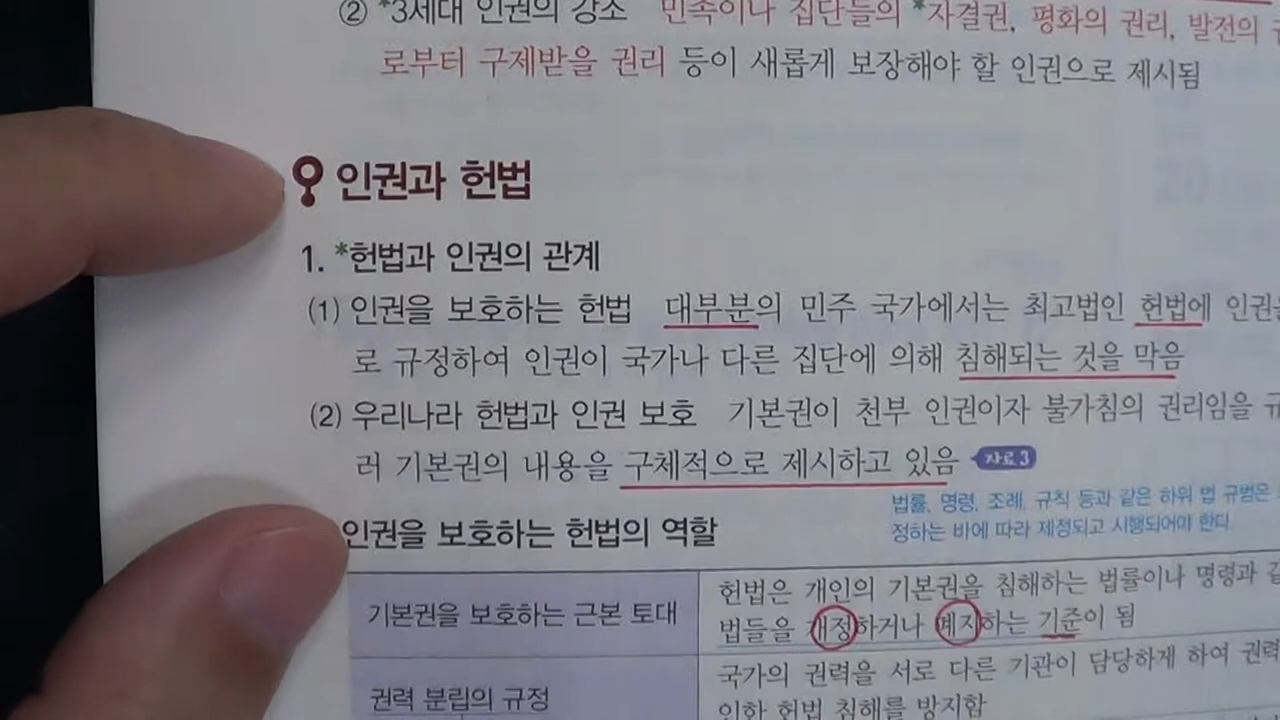 ② *3세대 인권의 강조 민족이나 집단들의 *자결권, 평화의 권리, 발전의
로부터 구제받을 권리 등이 새롭게 보장해야 할 인권으로 제시됨
인권과 헌법
1. *헌법과 인권의 관계
(1) 인권을 보호하는 헌법 대부분의 민주 국가에서는 최고법인 헌법에 인권
로 규정하여 인권이 국가나 다른 집단에 의해 침해되는 것을 막음
(2) 우리나라 헌법과 인권 보호 기본권이 천부 인권이자 불가침의 권리임을
러 기본권의 내용을 구체적으로 제시하고 있음 자료 3
법률, 명령, 조례, 규칙 등과 같은 하위 법 규범은
정하는 바에 따라 제정되고 시행되어야 한다.
인권을 보호하는 헌법의 역할
기본권을 보호하는 근본 토대
헌법은 개인의 기본권을 침해하는 법률이나 명령과
법들을 개정하거나 폐지하는 기준이 됨
권력 분립의 규정
국가의 권력을 서로 다른 기관이 담당하게 하여 권력
인한 헌법 침해를 방지함